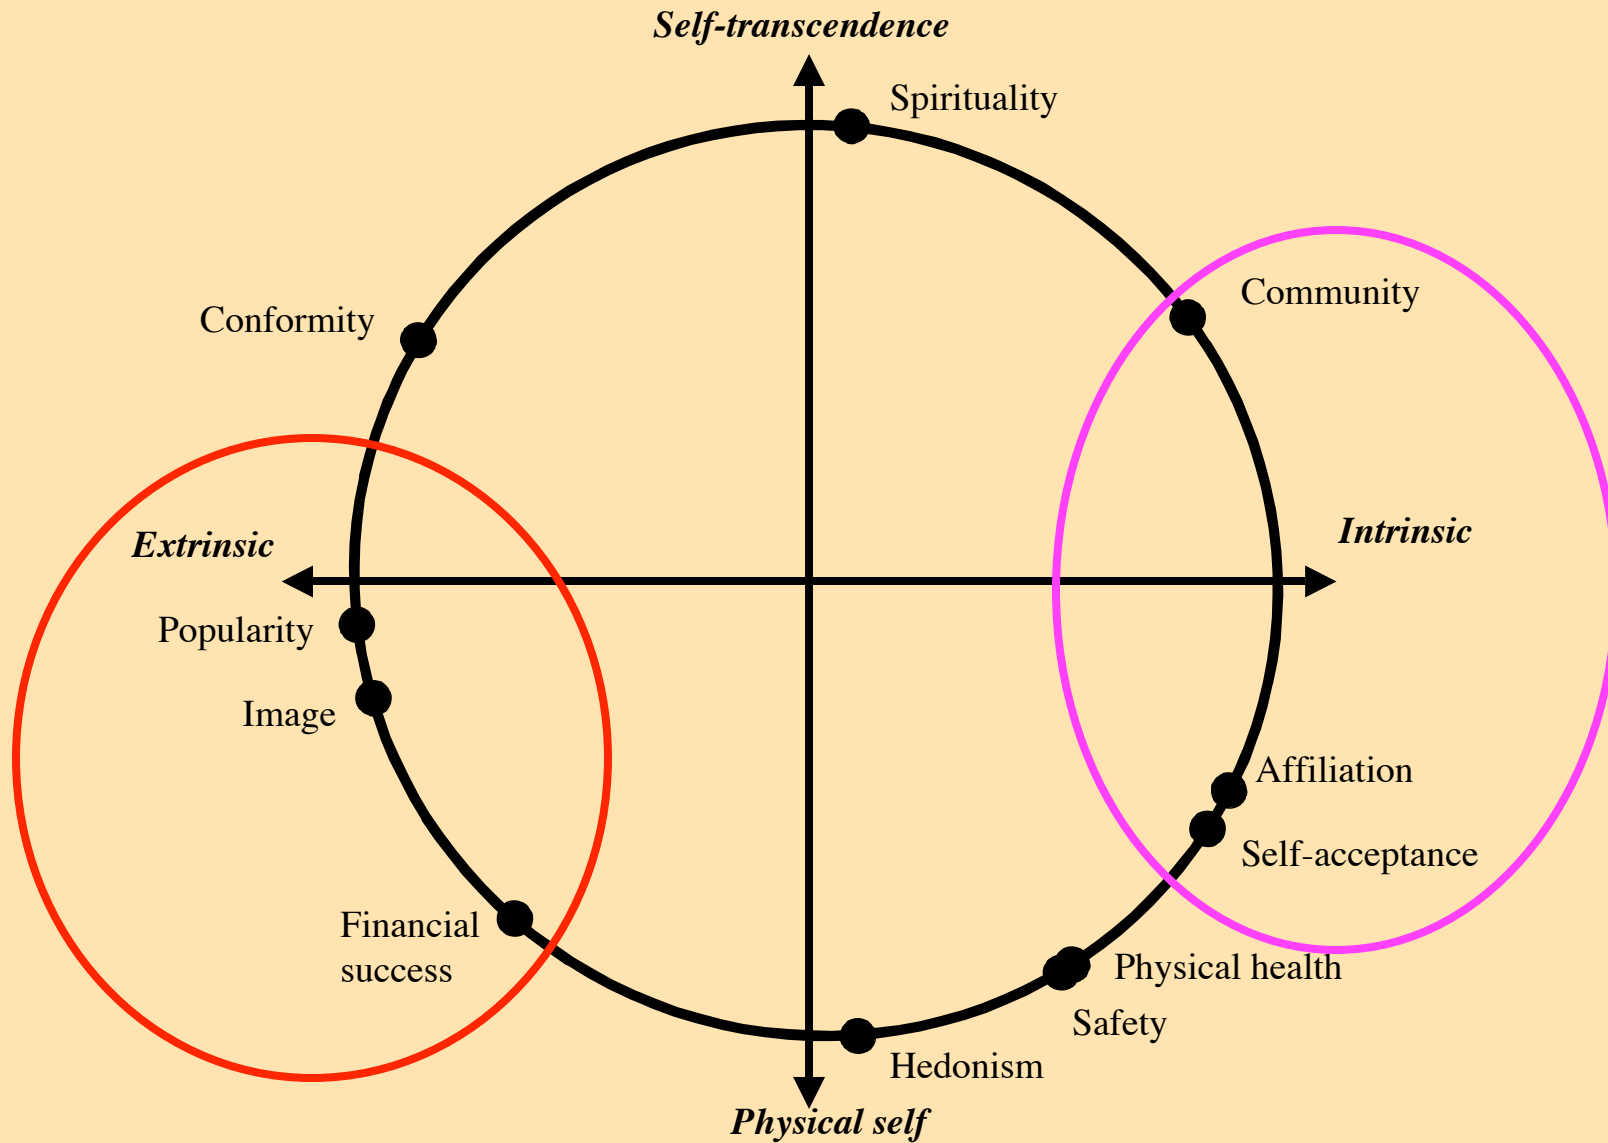 Self-transcendence
Spirituality
Community
Conformity
Intrinsic
Extrinsic
Popularity
Image
Affiliation
Self-acceptance
Financial
success
Physical health
Safety
Hedonism
Physical self